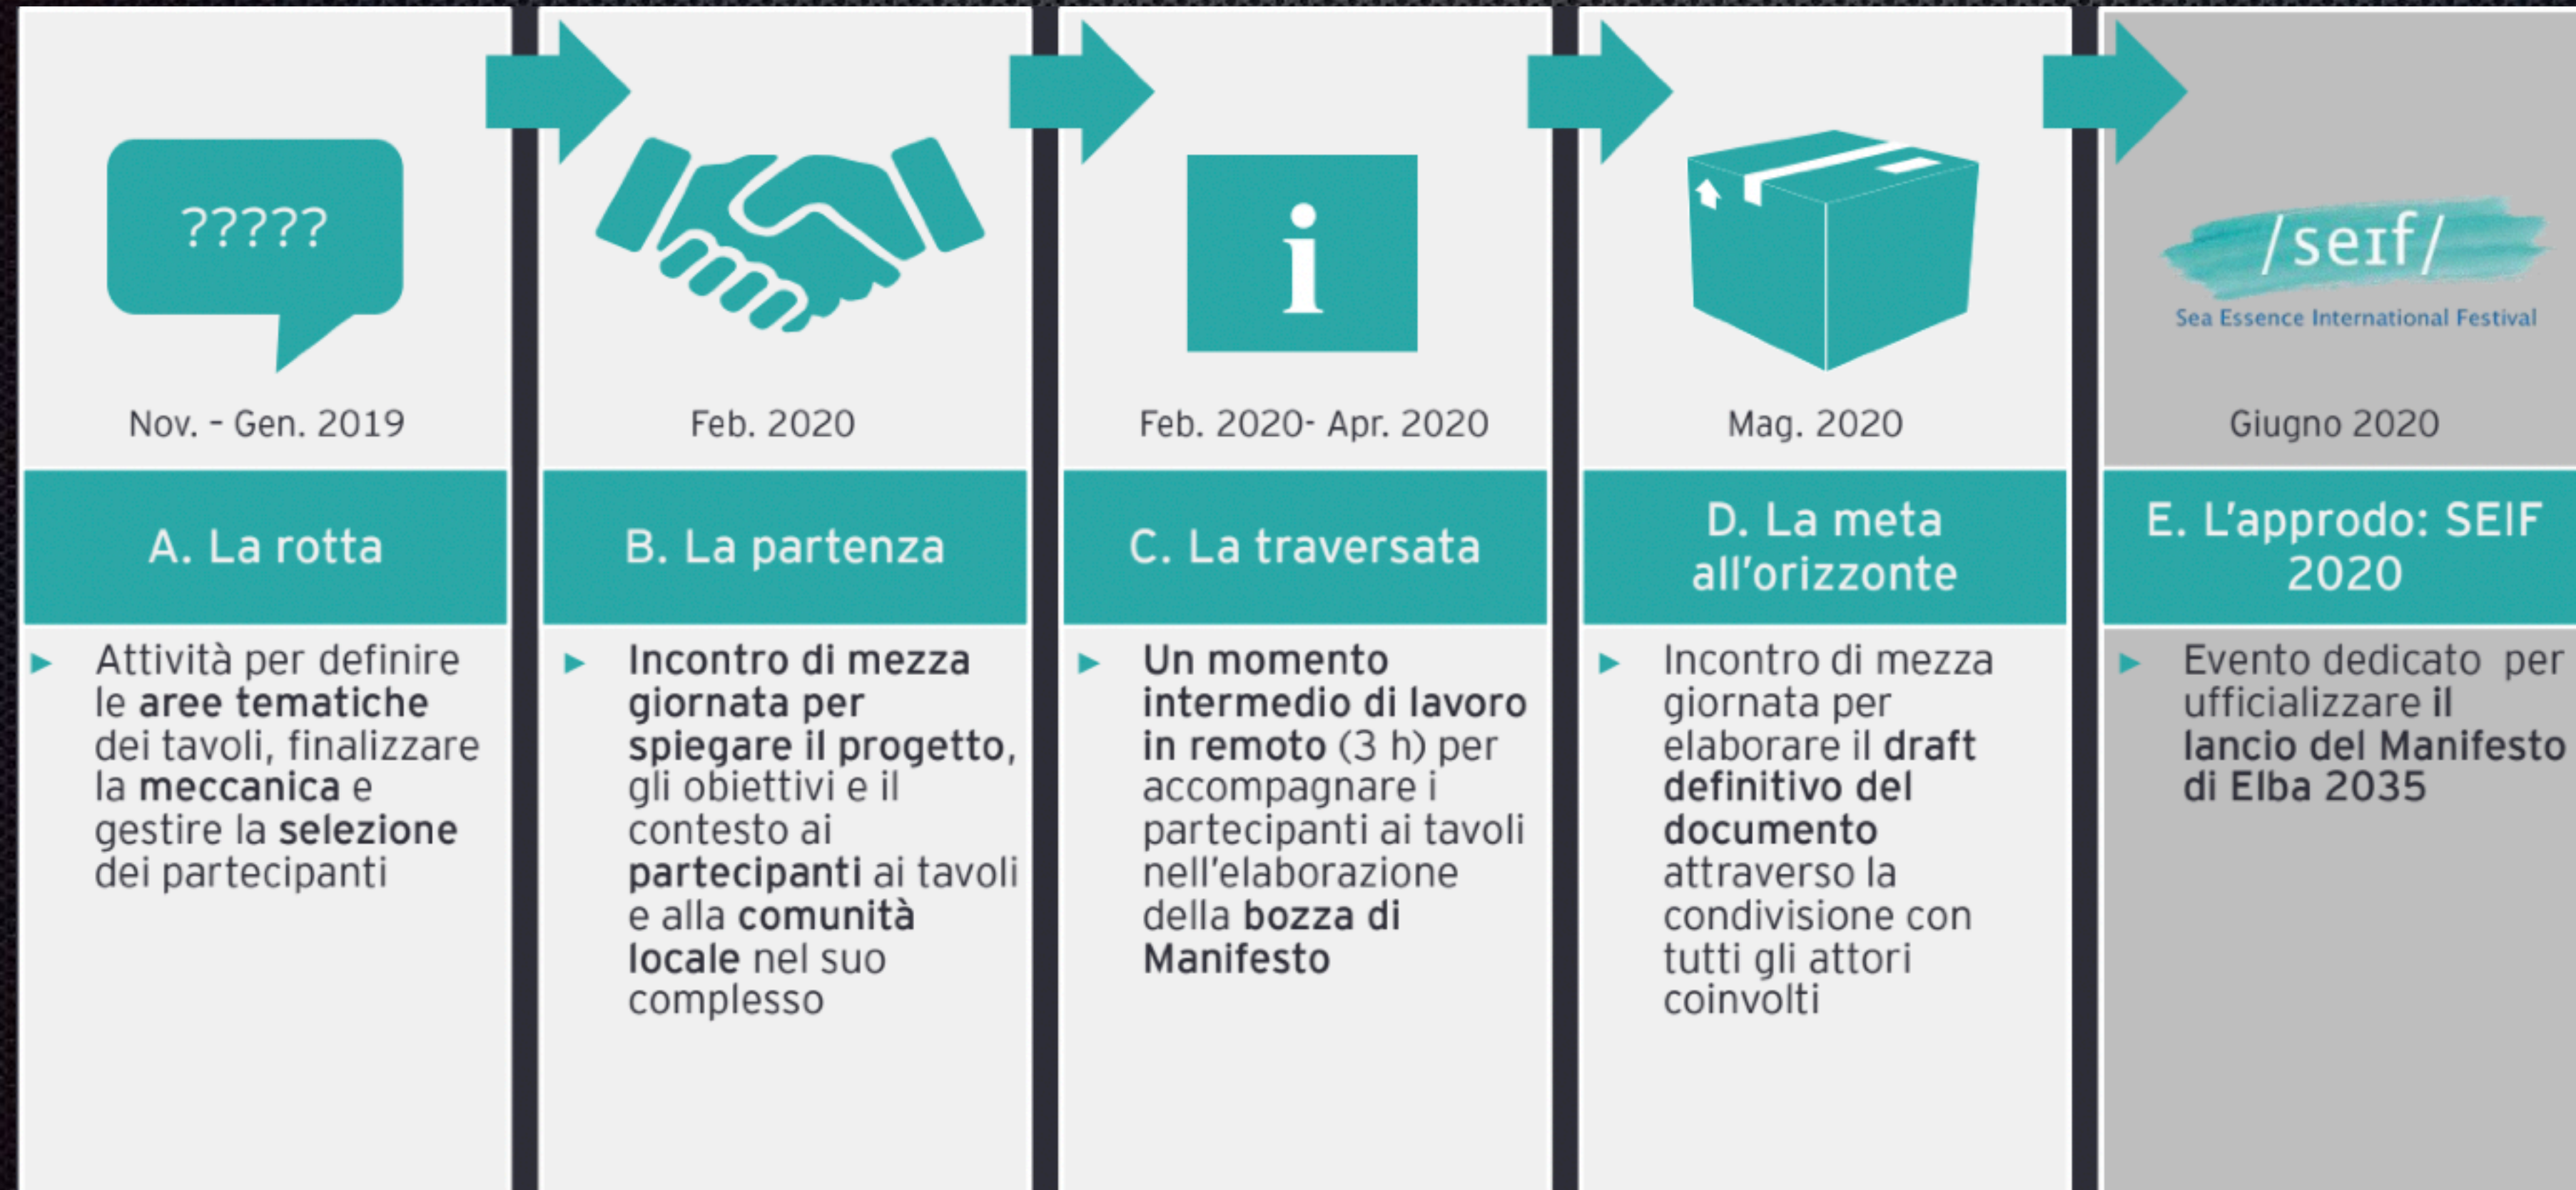 ?????
Nov. - Gen. 2019
A. La rotta
Attività per definire
le aree tematiche
dei tavoli, finalizzare
la meccanica e
gestire la selezione
dei partecipanti
Feb. 2020
B. La partenza
Incontro di mezza
giornata per
spiegare il progetto,
gli obiettivi e il
contesto ai
partecipanti ai tavoli
e alla comunità
locale nel suo
complesso
i
Feb. 2020- Apr. 2020
C. La traversata
Un momento
intermedio di lavoro
in remoto (3 h) per
accompagnare i
partecipanti ai tavoli
nell'elaborazione
della bozza di
Manifesto
Mag. 2020
D. La meta
all'orizzonte
Incontro di mezza
giornata per
elaborare il draft
definitivo del
documento
attraverso la
condivisione con
tutti gli attori
coinvolti
/seɪf/
Sea Essence International Festival
Giugno 2020
E. L'approdo: SEIF
2020
Evento dedicato per
ufficializzare il
lancio del Manifesto
di Elba 2035